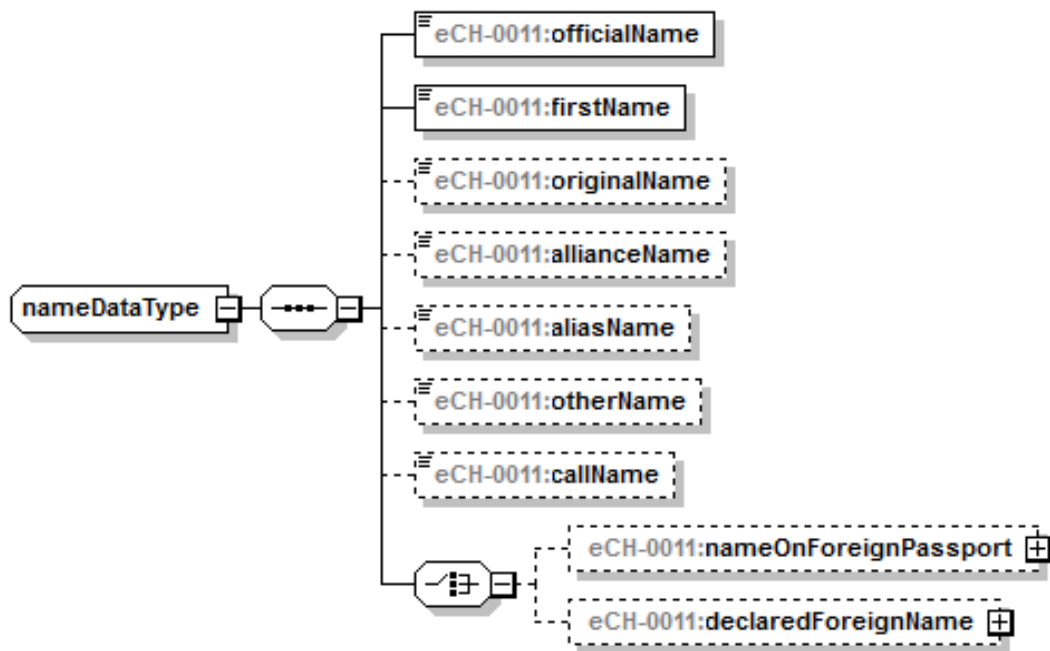 eCH-0011:officialName
eCH-0011:firstName
eCH-0011:originalName
eCH-0011:allianceName
nameDataType
eCH-0011:aliasName
eCH-0011:otherName
eCH-0011:callName
eCH-0011:nameOnForeignPassport
eCH-0011:declaredForeignName